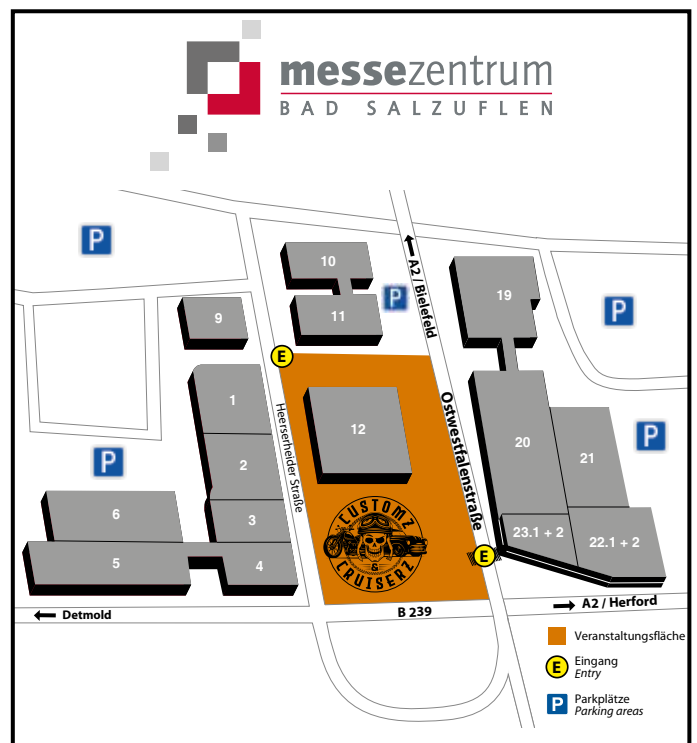 messezentrum
BAD SALZUFLEN
P
10
A2 / Bielefeld
19
P
11
P
9
E
1
Heerserheider Straße
12
Ostwestfalenstraße
20
21
P
2
P
6
3
CUSTOMZ
&
CRUISERZ
23.1 + 2
22.1 + 2
5
4
E
Detmold
B 239
A2 / Herford
Veranstaltungsfläche
E
Eingang
Entry
P
Parkplätze
Parking areas